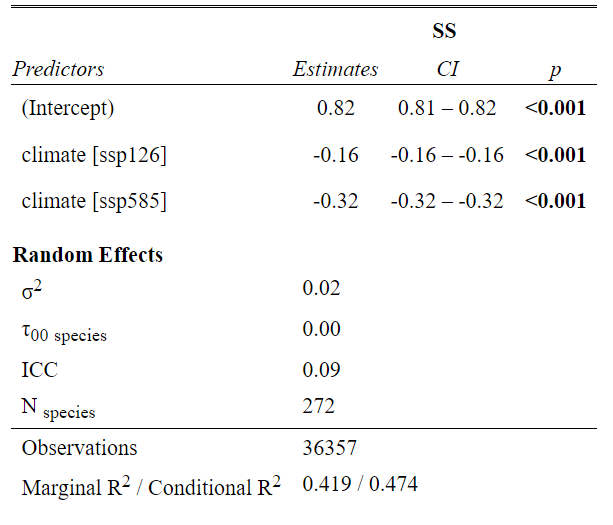 SS
Predictors Estimates CI p
(Intercept) 0.82 0.81 – 0.82 <0.001
climate [ssp126] -0.16 -0.16 – -0.16 <0.001
climate [ssp585] -0.32 -0.32 – -0.32 <0.001
Random Effects
σ² 0.02
τ₀₀ species 0.00
ICC 0.09
N species 272
Observations 36357
Marginal R² / Conditional R² 0.419 / 0.474